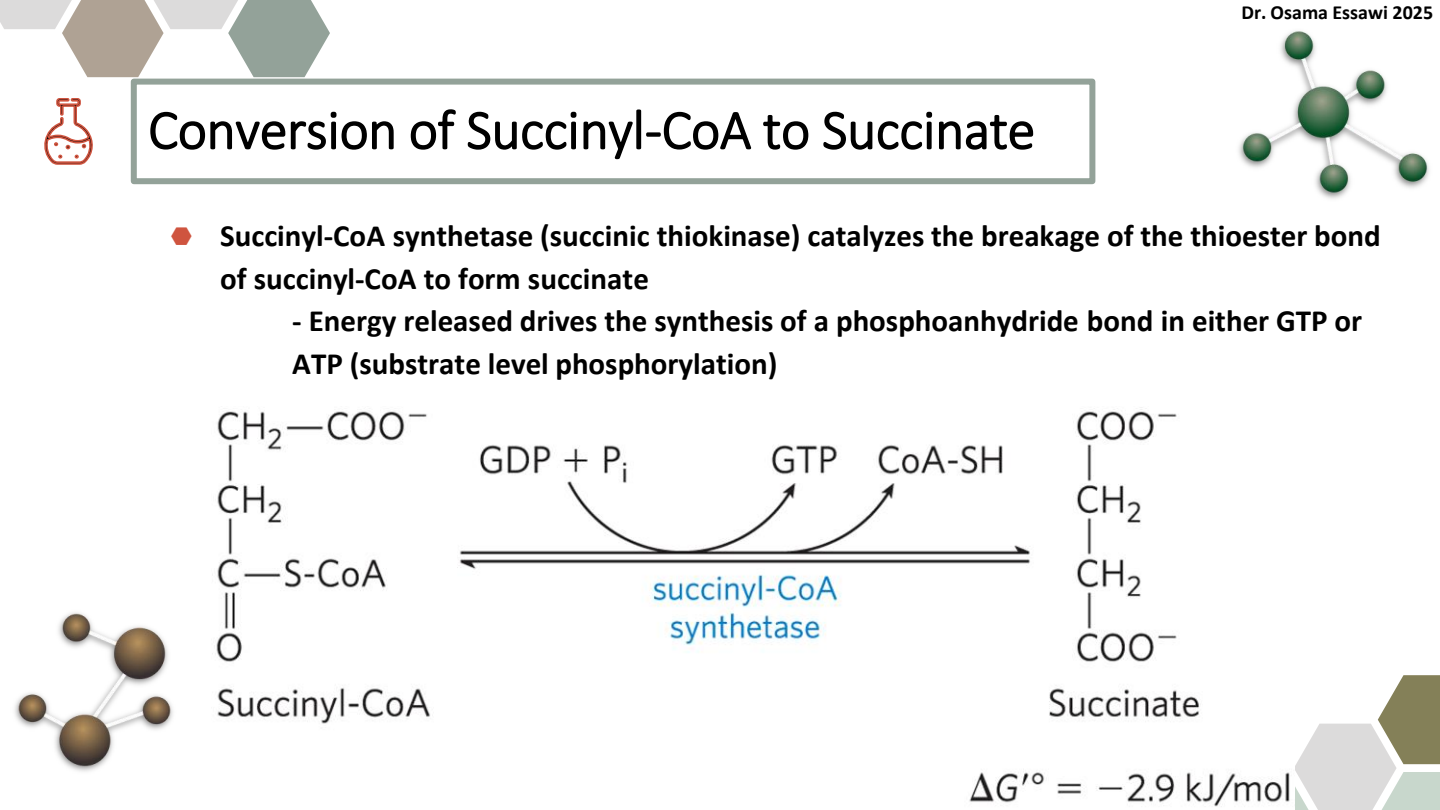 Dr. Osama Essawi 2025
Conversion of Succinyl-CoA to Succinate
Succinyl-CoA synthetase (succinic thiokinase) catalyzes the breakage of the thioester bond
of succinyl-CoA to form succinate
- Energy released drives the synthesis of a phosphoanhydride bond in either GTP or
ATP (substrate level phosphorylation)
CH₂—COO⁻
CH₂
C—S-CoA
O
Succinyl-CoA
GDP + Pᵢ
GTP
CoA-SH
succinyl-CoA
synthetase
COO⁻
CH₂
CH₂
COO⁻
Succinate
ΔG′° = −2.9 kJ/mol